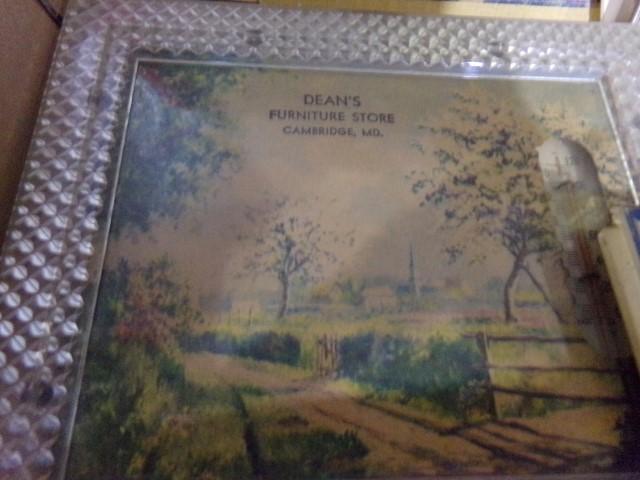 DEAN'S
FURNITURE STORE
CAMBRIDGE, MD.